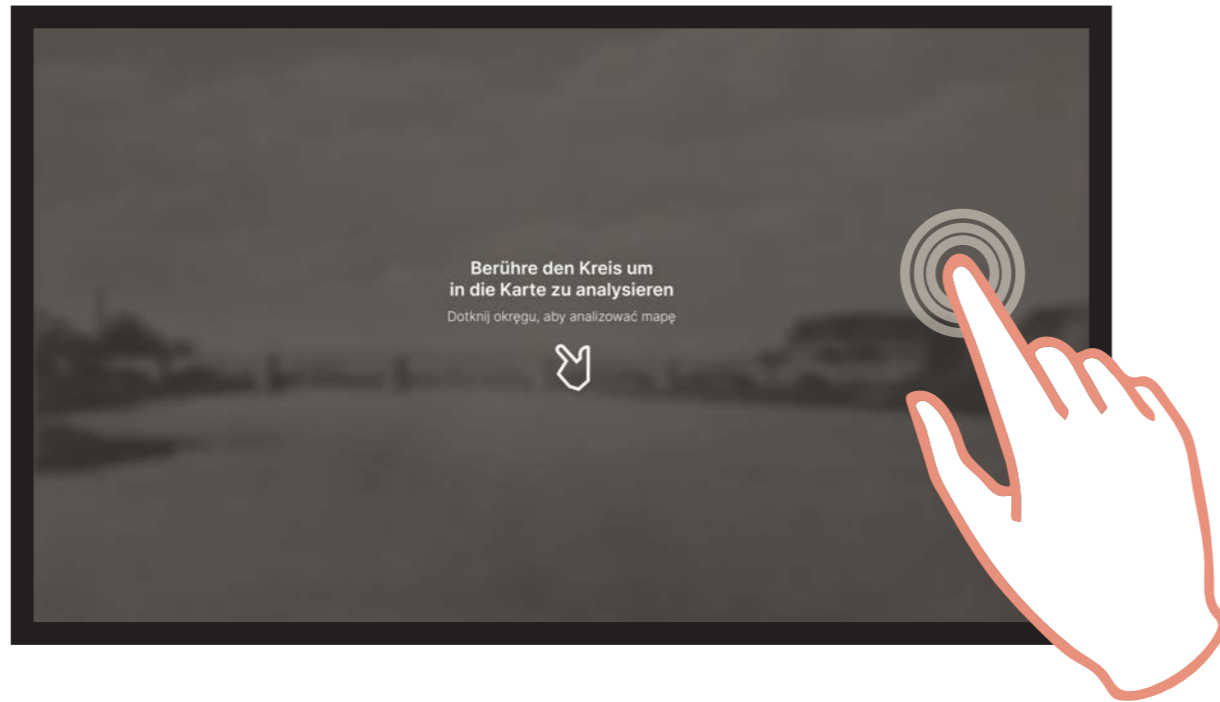 Berühre den Kreis um
in die Karte zu analysieren
Dotknij okręgu, aby analizować mapę